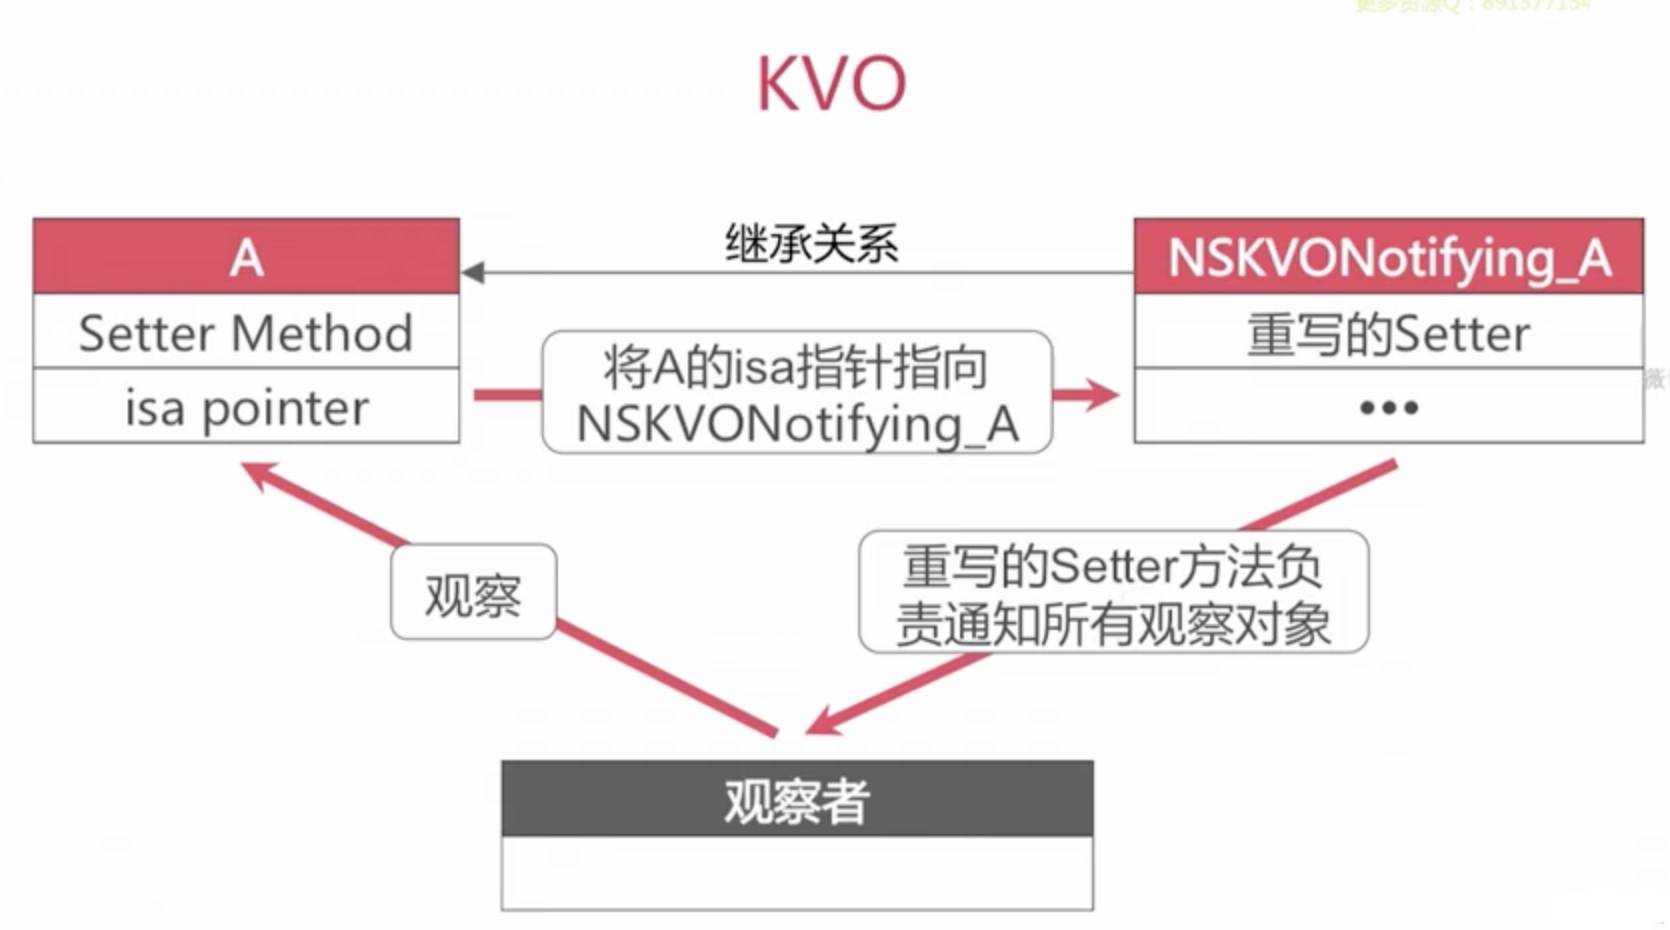 KVO
A
Setter Method
isa pointer
继承关系
将A的isa指针指向
NSKVONotifying_A
NSKVONotifying_A
重写的Setter
•••
观察
重写的Setter方法负
责通知所有观察对象
观察者